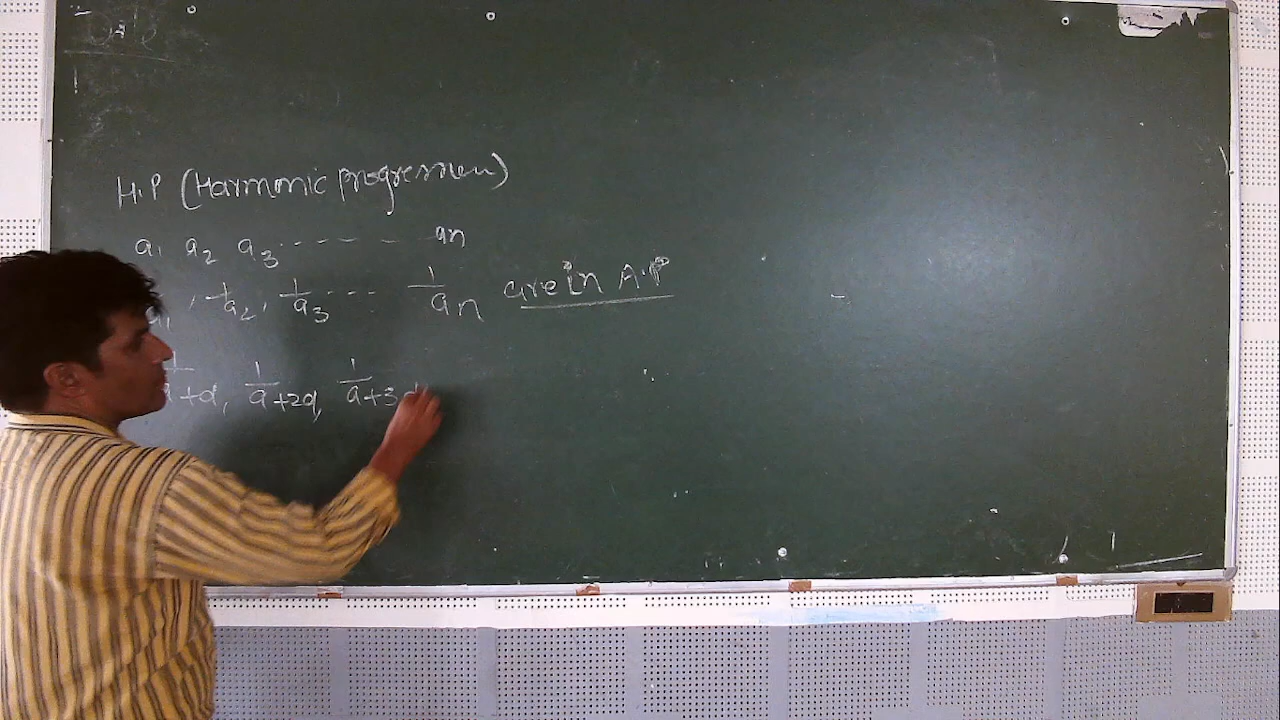 H.P (Harmonic progression)
a₁ a₂ a₃ ------- an
a₁, 1/a₂, 1/a₃ --- 1/an are in A.P
1/a+d, 1/a+2d, 1/a+3d